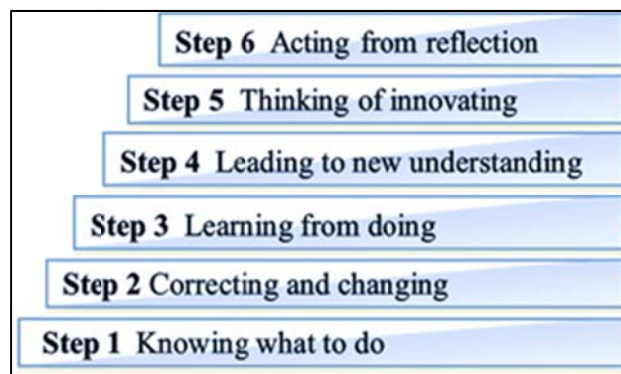 Step 6 Acting from reflection
Step 5 Thinking of innovating
Step 4 Leading to new understanding
Step 3 Learning from doing
Step 2 Correcting and changing
Step 1 Knowing what to do